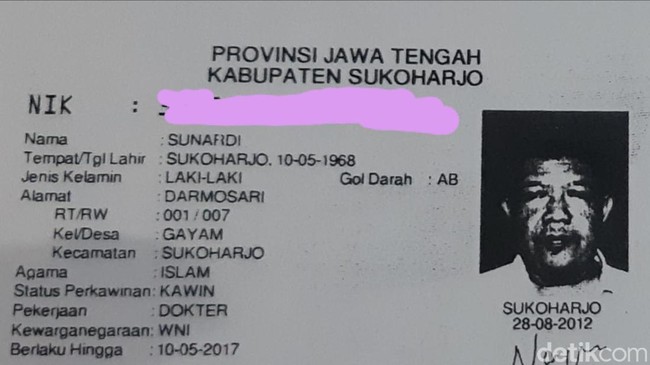 PROVINSI JAWA TENGAH
KABUPATEN SUKOHARJO
NIK :
Nama : SUNARDI
Tempat/Tgl Lahir : SUKOHARJO, 10-05-1968
Jenis Kelamin : LAKI-LAKI Gol Darah : AB
Alamat : DARMOSARI
RT/RW : 001 / 007
Kel/Desa : GAYAM
Kecamatan : SUKOHARJO
Agama : ISLAM
Status Perkawinan : KAWIN
Pekerjaan : DOKTER
Kewarganegaraan : WNI
Berlaku Hingga : 10-05-2017
SUKOHARJO
28-08-2012
detikcom